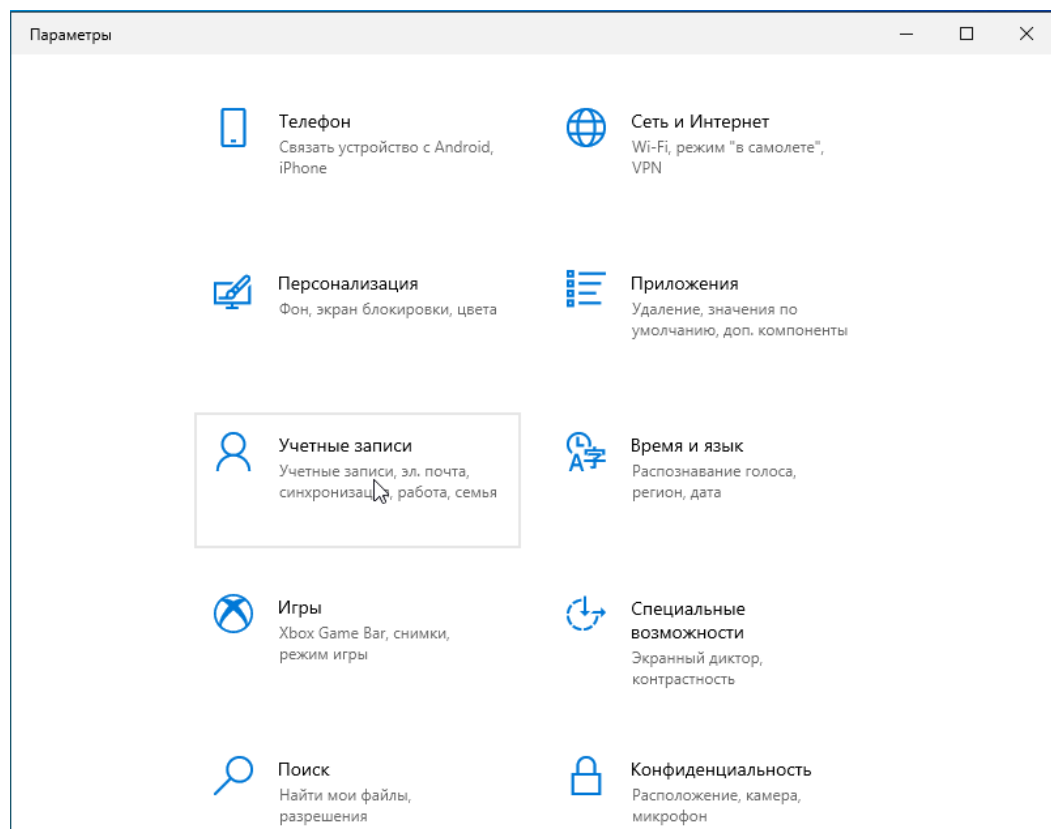 Параметры
Телефон
Связать устройство с Android,
iPhone
Сеть и Интернет
Wi-Fi, режим "в самолете",
VPN
Персонализация
Фон, экран блокировки, цвета
Приложения
Удаление, значения по
умолчанию, доп. компоненты
Учетные записи
Учетные записи, эл. почта,
синхронизация, работа, семья
Время и язык
Распознавание голоса,
регион, дата
Игры
Xbox Game Bar, снимки,
режим игры
Специальные
возможности
Экранный диктор,
контрастность
Поиск
Найти мои файлы,
разрешения
Конфиденциальность
Расположение, камера,
микрофон